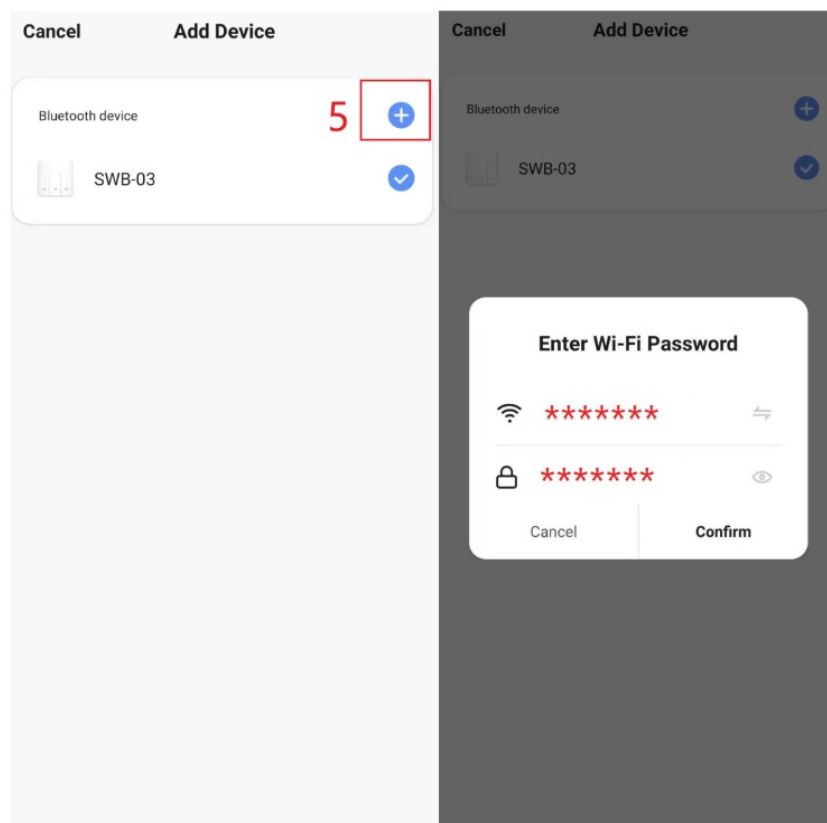 Cancel Add Device
Bluetooth device 5
SWB-03
Cancel Add Device
Bluetooth device
SWB-03
Enter Wi-Fi Password
*******
*******
Cancel Confirm